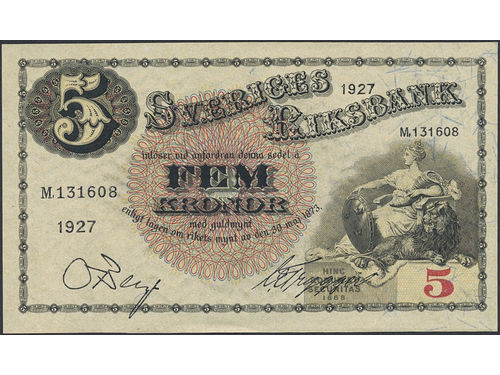 5
SVERIGES
RIKSBANK
1927
M.131608
inlöser vid anfordran denna sedel å
FEM
KRONOR
med guldmynt
enligt lagen om rikets mynt av den 30 maj 1873.
M.131608
1927
HINC
SECURITAS
1668
5